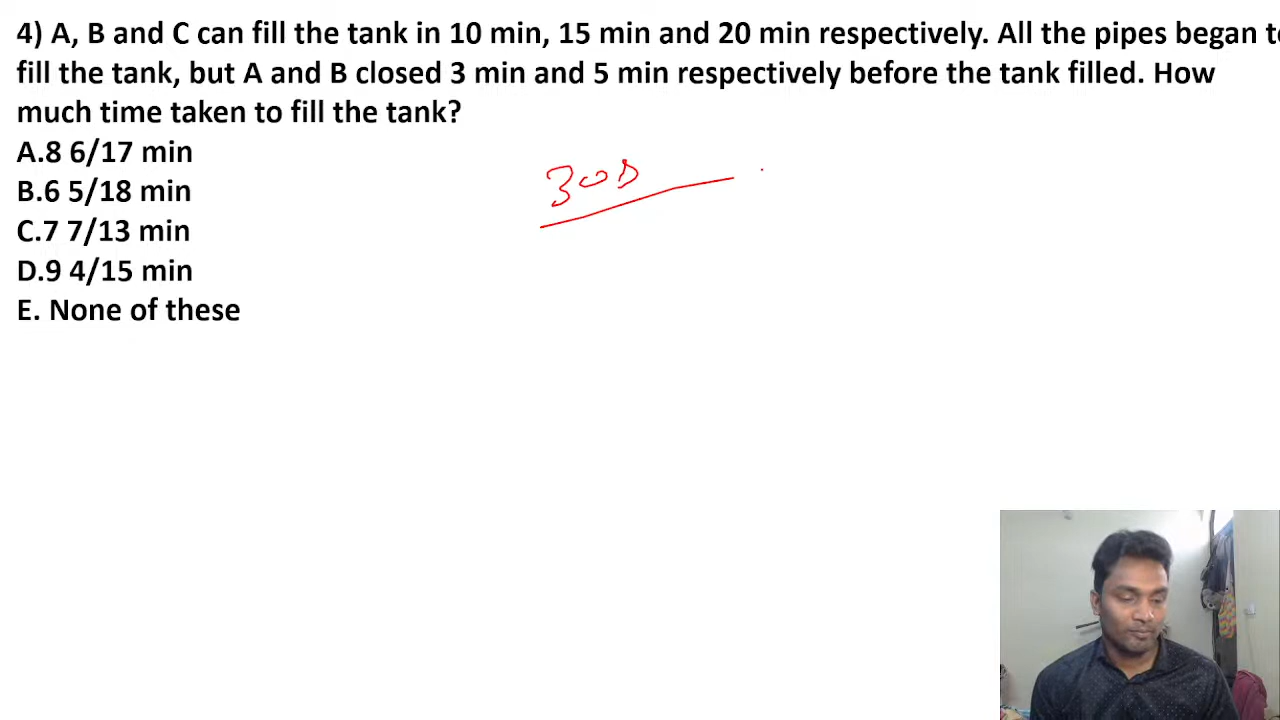 4) A, B and C can fill the tank in 10 min, 15 min and 20 min respectively. All the pipes began t
fill the tank, but A and B closed 3 min and 5 min respectively before the tank filled. How
much time taken to fill the tank?
A.8 6/17 min
B.6 5/18 min
C.7 7/13 min
D.9 4/15 min
E. None of these